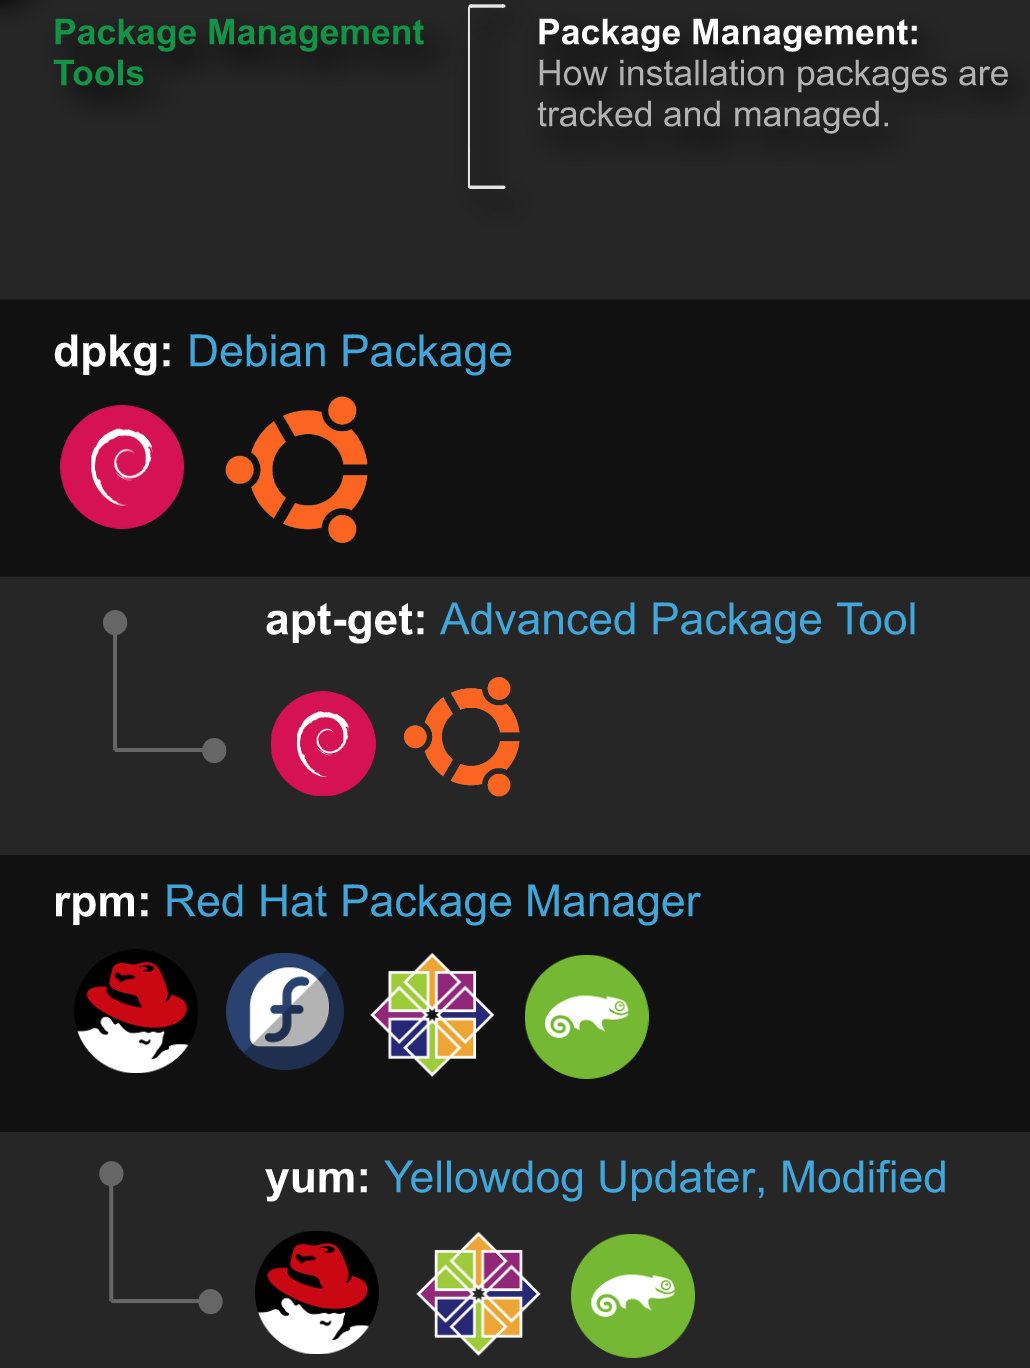 Package Management
Tools
Package Management:
How installation packages are
tracked and managed.
dpkg: Debian Package
apt-get: Advanced Package Tool
rpm: Red Hat Package Manager
yum: Yellowdog Updater, Modified